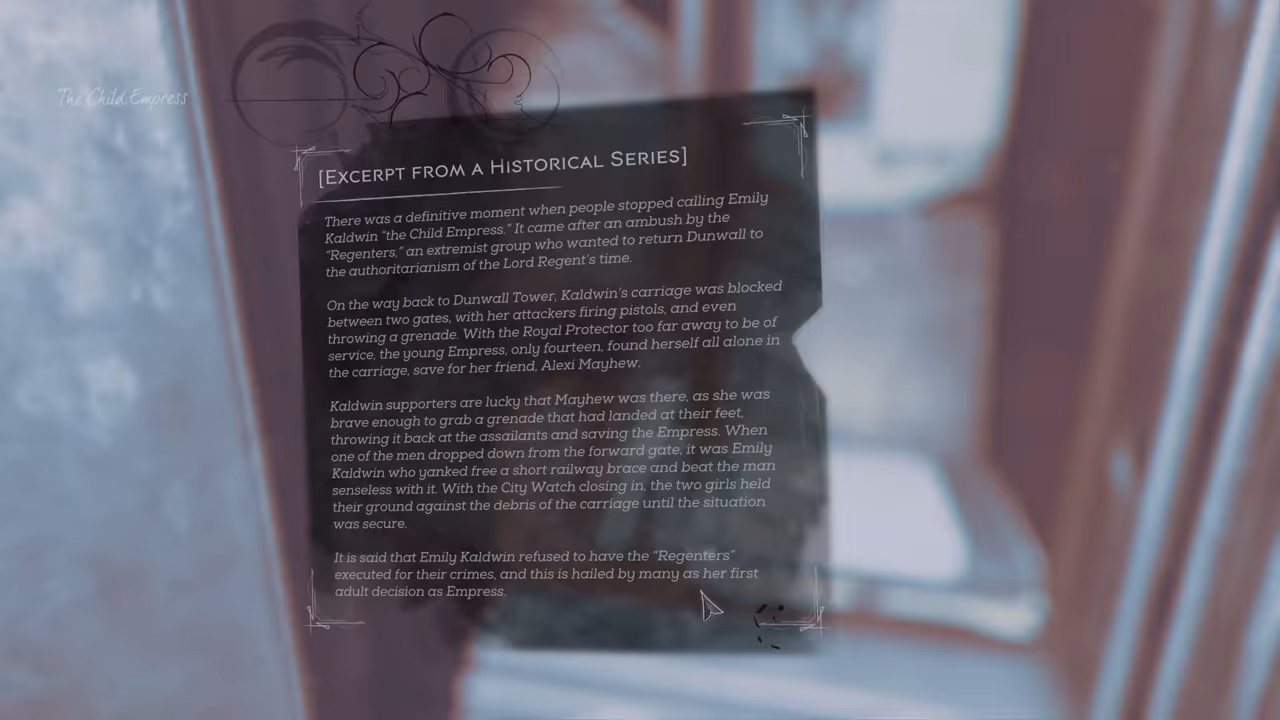 The Child Empress
[Excerpt from a Historical Series]
There was a definitive moment when people stopped calling Emily
Kaldwin "the Child Empress." It came after an ambush by the
"Regenters," an extremist group who wanted to return Dunwall to
the authoritarianism of the Lord Regent's time.
On the way back to Dunwall Tower, Kaldwin's carriage was blocked
between two gates, with her attackers firing pistols, and even
throwing a grenade. With the Royal Protector too far away to be of
service, the young Empress, only fourteen, found herself all alone in
the carriage, save for her friend, Alexi Mayhew.
Kaldwin supporters are lucky that Mayhew was there, as she was
brave enough to grab a grenade that had landed at their feet,
throwing it back at the assailants and saving the Empress. When
one of the men dropped down from the forward gate, it was Emily
Kaldwin who yanked free a short railway brace and beat the man
senseless with it. With the City Watch closing in, the two girls held
their ground against the debris of the carriage until the situation
was secure.
It is said that Emily Kaldwin refused to have the "Regenters"
executed for their crimes, and this is hailed by many as her first
adult decision as Empress.